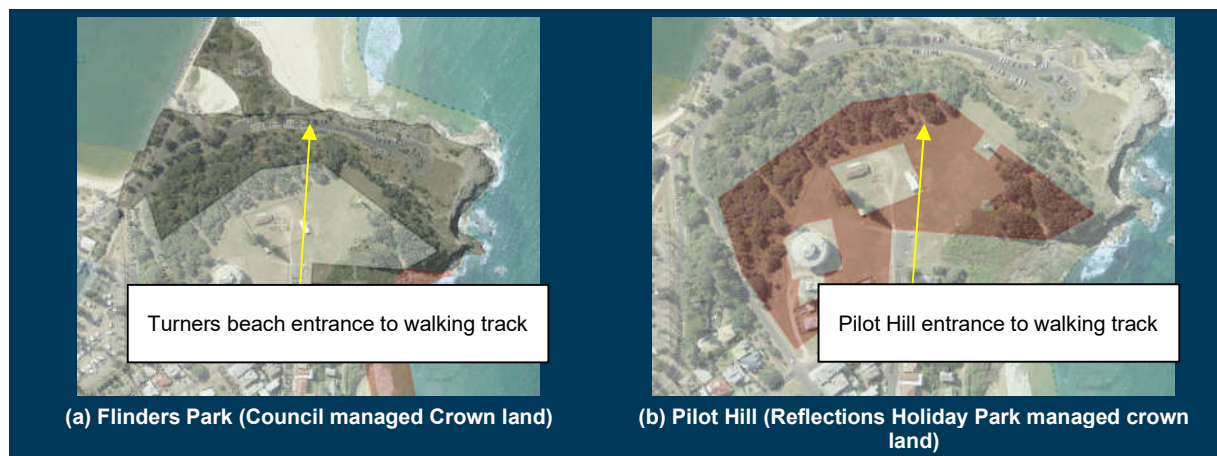 Turners beach entrance to walking track
Pilot Hill entrance to walking track
(a) Flinders Park (Council managed Crown land)
(b) Pilot Hill (Reflections Holiday Park managed crown
land)